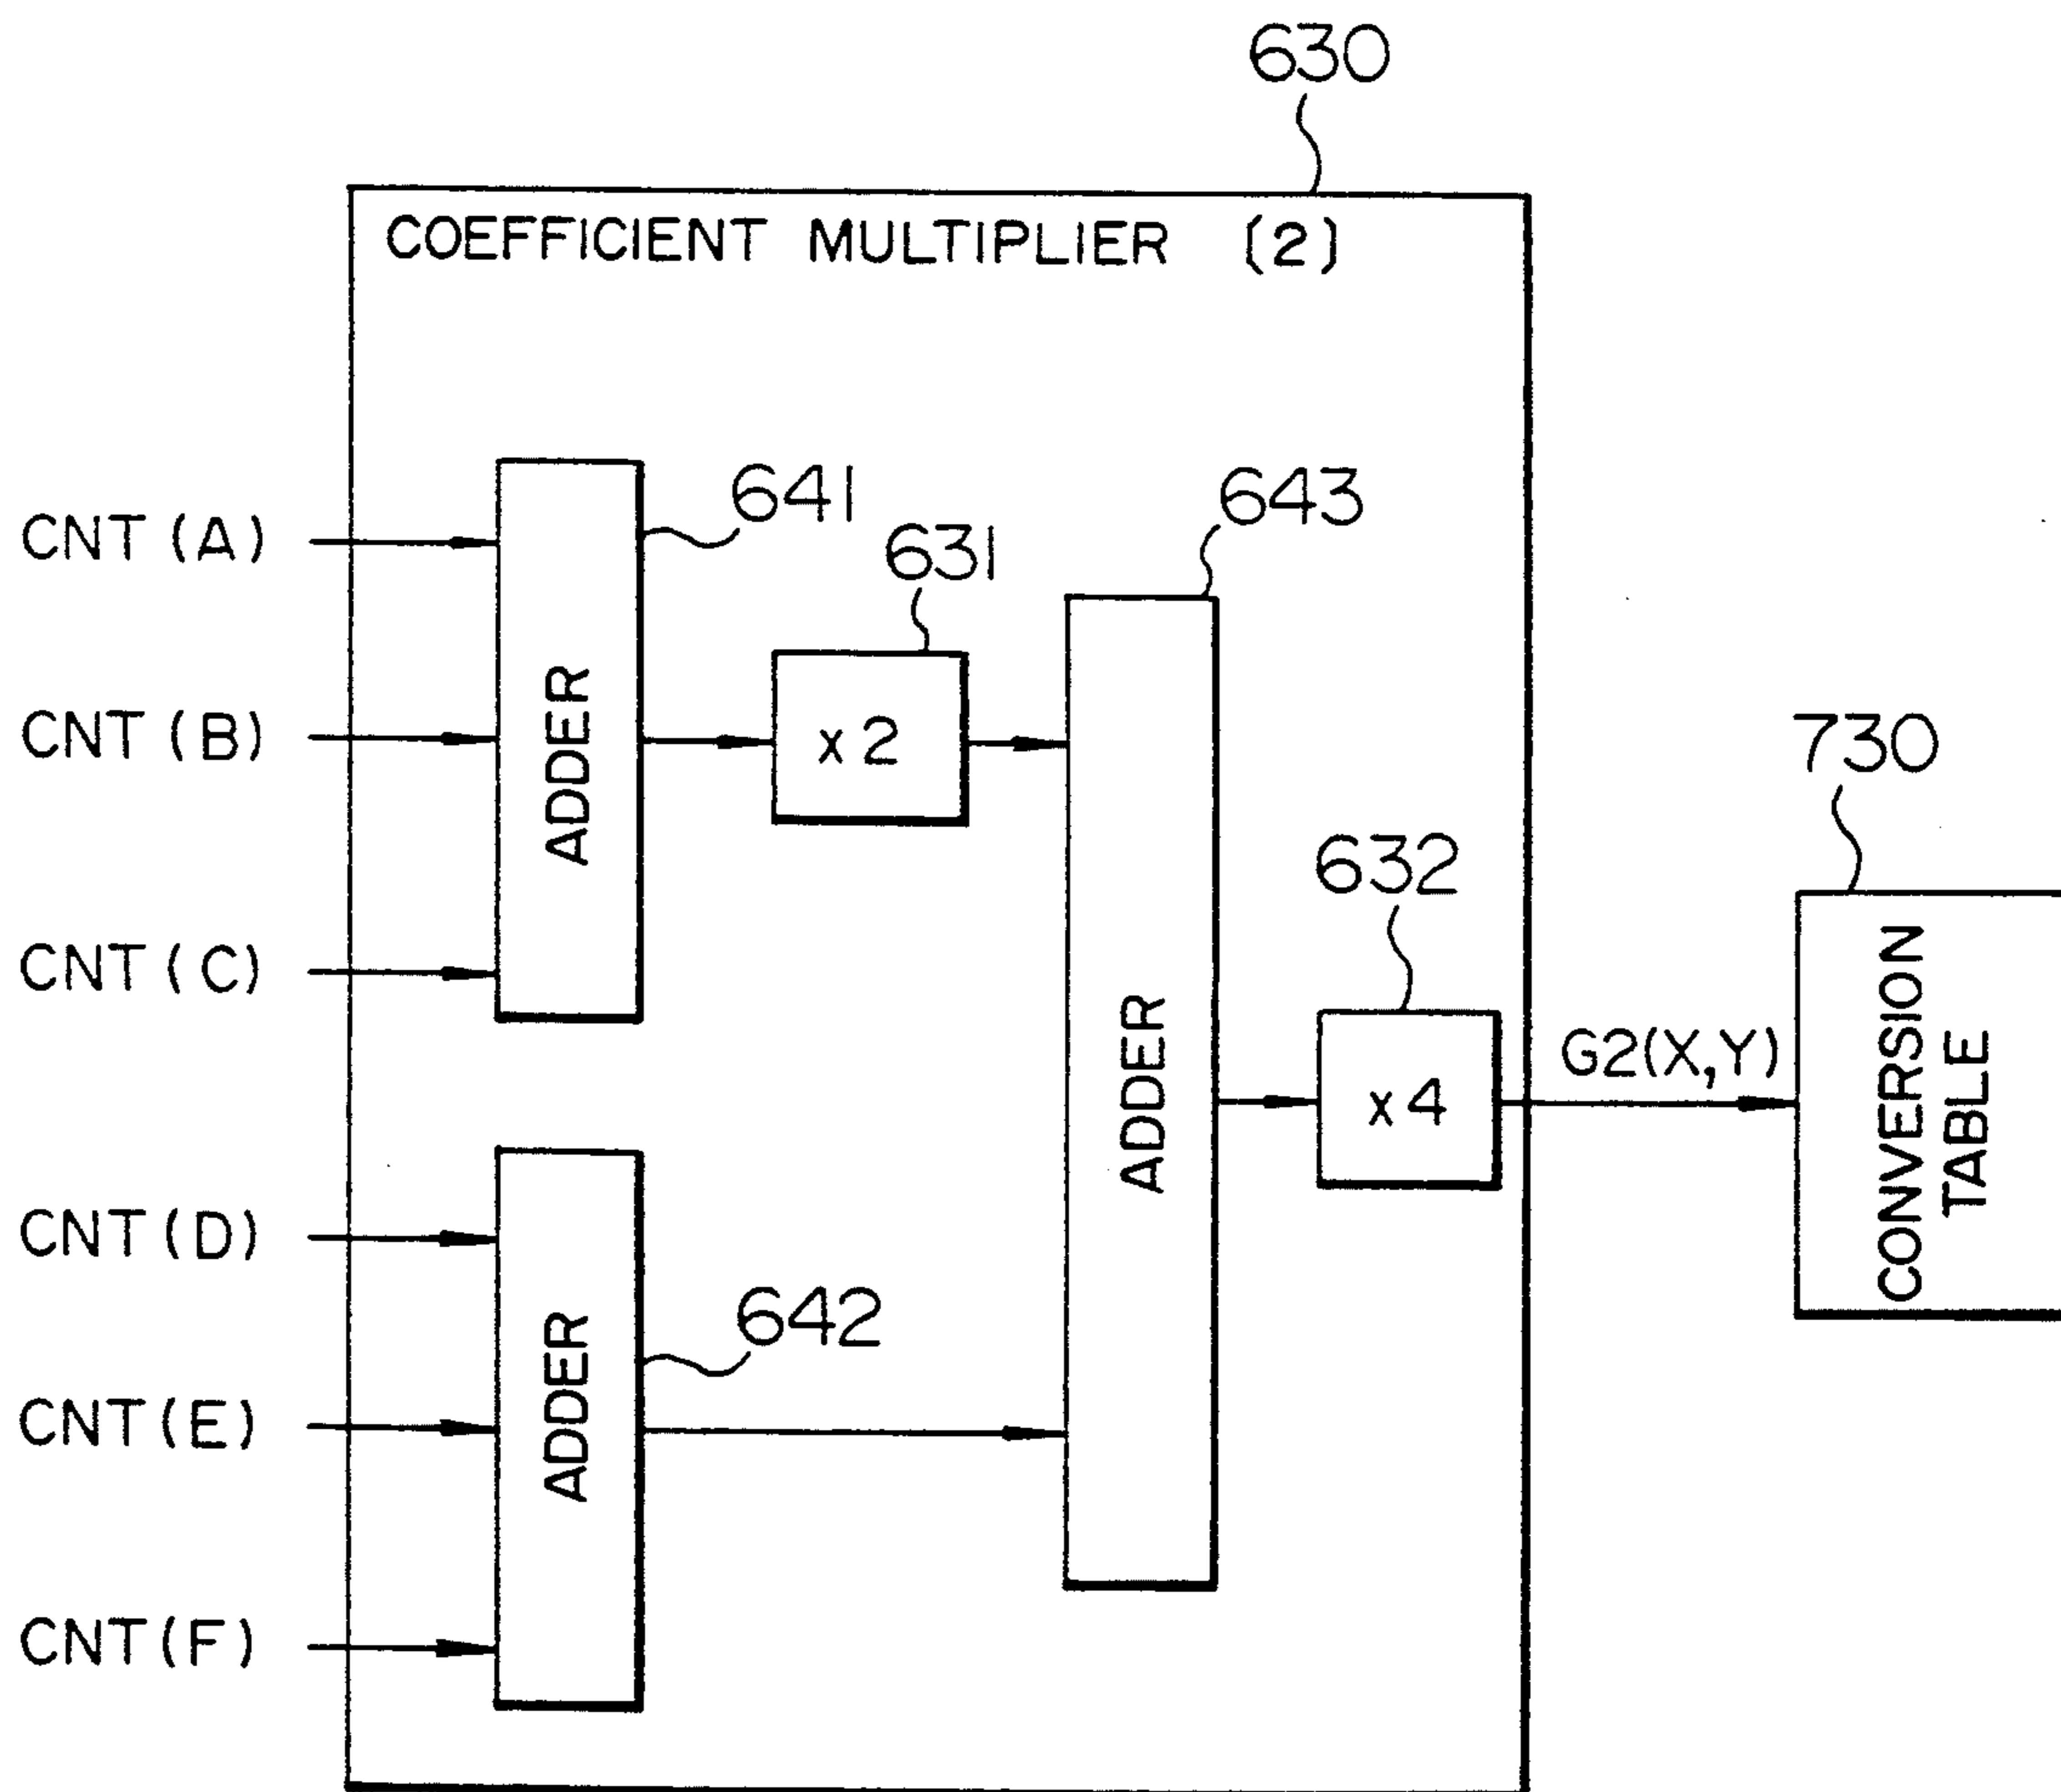 630
COEFFICIENT MULTIPLIER (2)
641
643
CNT (A)
631
ADDER
CNT (B)
x 2
730
632
CNT (C)
ADDER
G2(X,Y)
x 4
CONVERSION
TABLE
CNT (D)
642
ADDER
CNT (E)
CNT (F)